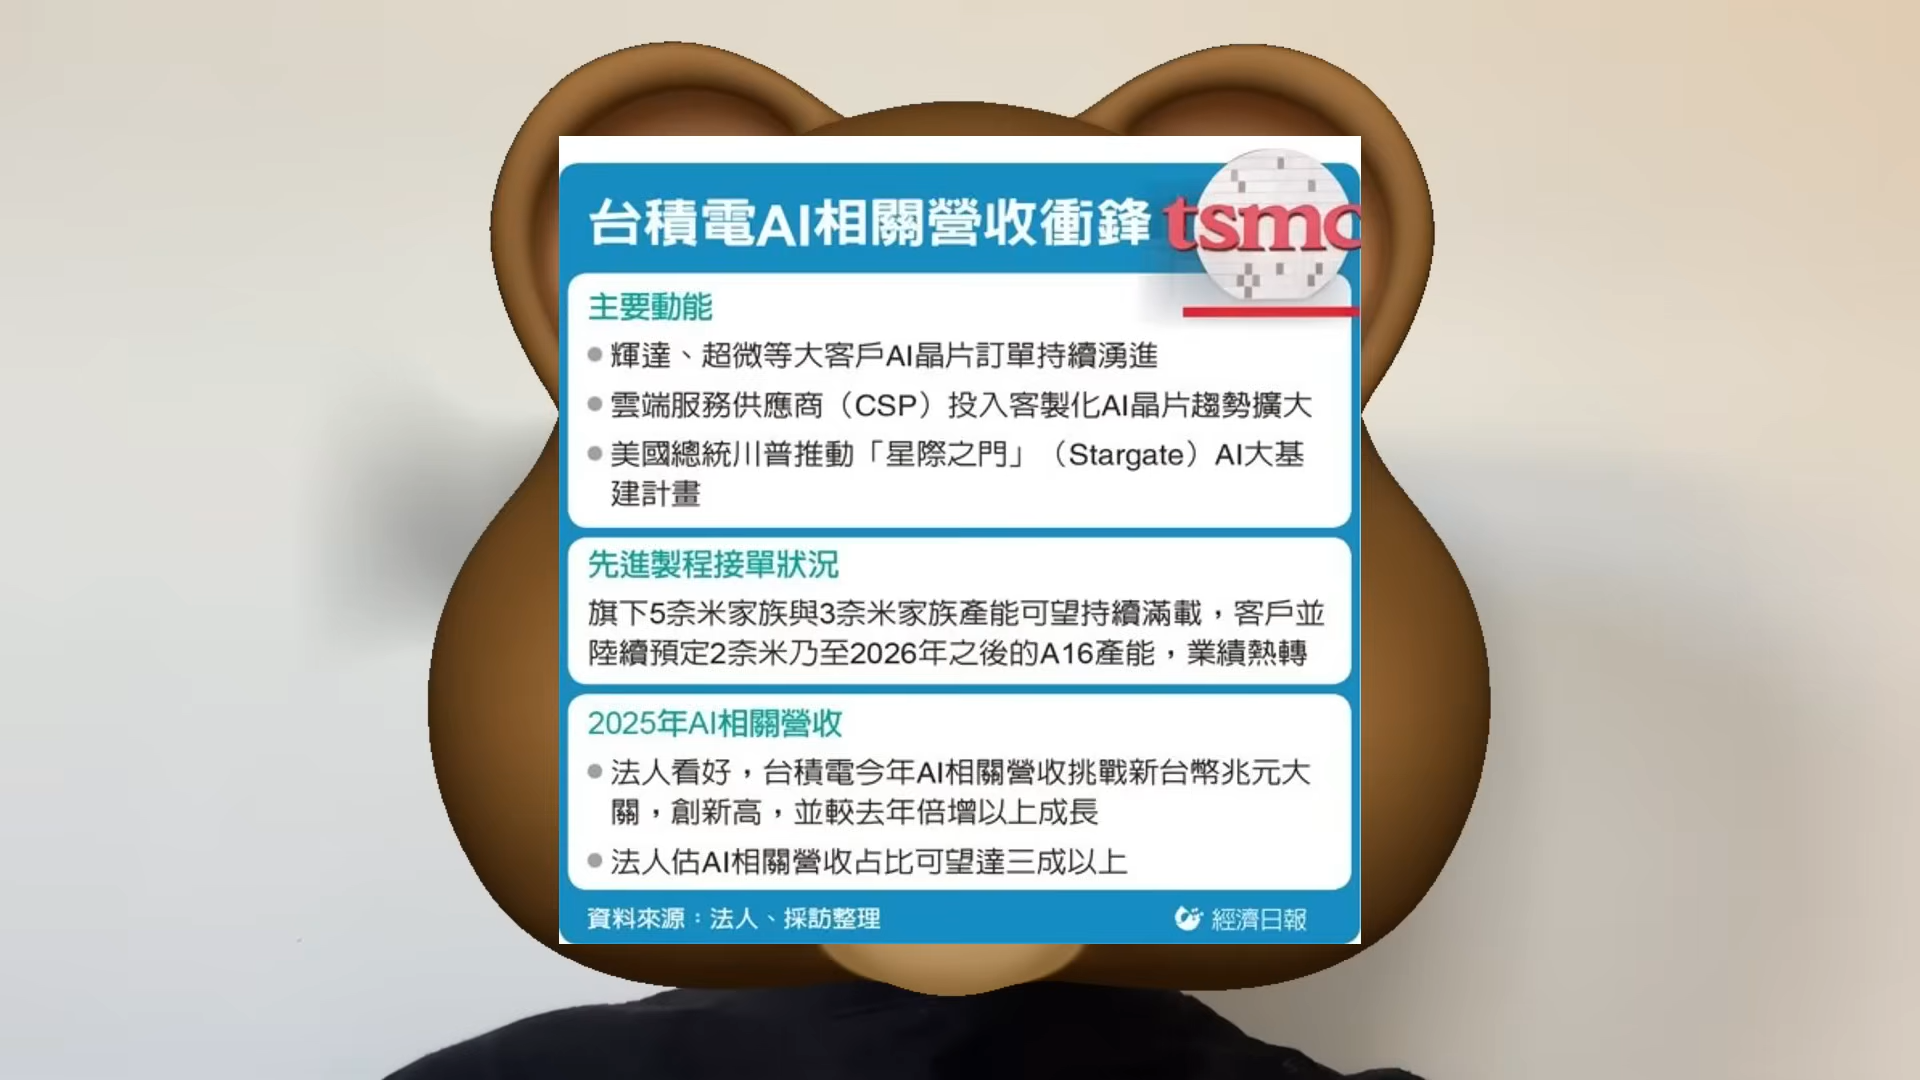 台積電AI相關營收衝鋒
tsmc
主要動能
輝達、超微等大客戶AI晶片訂單持續湧進
雲端服務供應商（CSP）投入客製化AI晶片趨勢擴大
美國總統川普推動「星際之門」（Stargate）AI大基
建計畫
先進製程接單狀況
旗下5奈米家族與3奈米家族產能可望持續滿載，客戶並
陸續預定2奈米乃至2026年之後的A16產能，業績熱轉
2025年AI相關營收
法人看好，台積電今年AI相關營收挑戰新台幣兆元大
關，創新高，並較去年倍增以上成長
法人估AI相關營收占比可望達三成以上
資料來源：法人、採訪整理
經濟日報